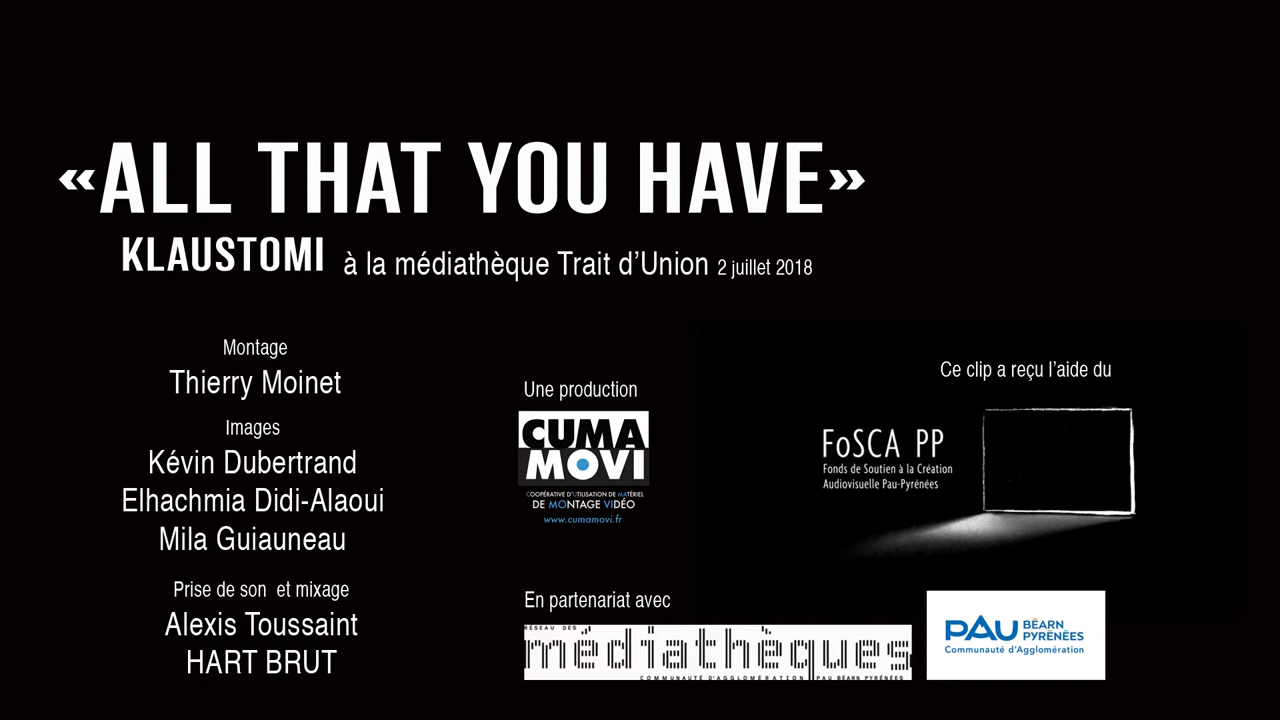 «ALL THAT YOU HAVE»
KLAUSTOMI à la médiathèque Trait d’Union 2 juillet 2018
Montage
Thierry Moinet
Images
Kévin Dubertrand
Elhachmia Didi-Alaoui
Mila Guiauneau
Prise de son et mixage
Alexis Toussaint
HART BRUT
Une production
CUMA
MOVI
COOPÉRATIVE D'UTILISATION DE MATÉRIEL
DE MONTAGE VIDÉO
www.cumamovi.fr
Ce clip a reçu l’aide du
FoSCA PP
Fonds de Soutien à la Création
Audiovisuelle Pau-Pyrénées
En partenariat avec
RÉSEAU DES
médiathèques
COMMUNAUTÉ D'AGGLOMÉRATION PAU BÉARN PYRÉNÉES
PAU BÉARN
PYRÉNÉES
Communauté d'Agglomération